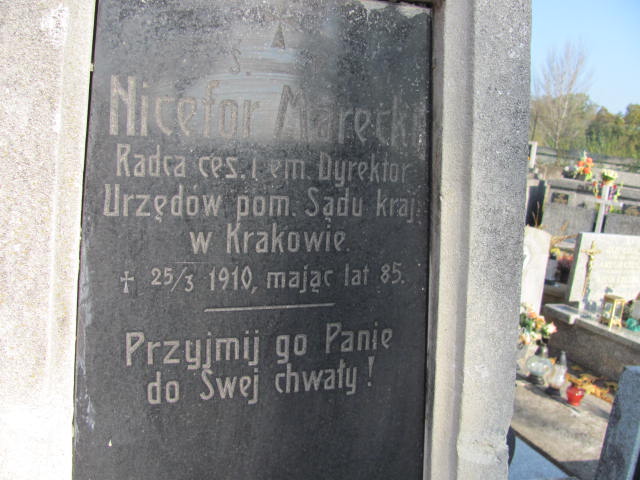 Ś.
Nicefor Marecki
Radca ces. i em. Dyrektor
Urzędów pom. Sądu kraj.
w Krakowie.
† 25/3 1910, mając lat 85.
Przyjmij go Panie
do Swej chwały!